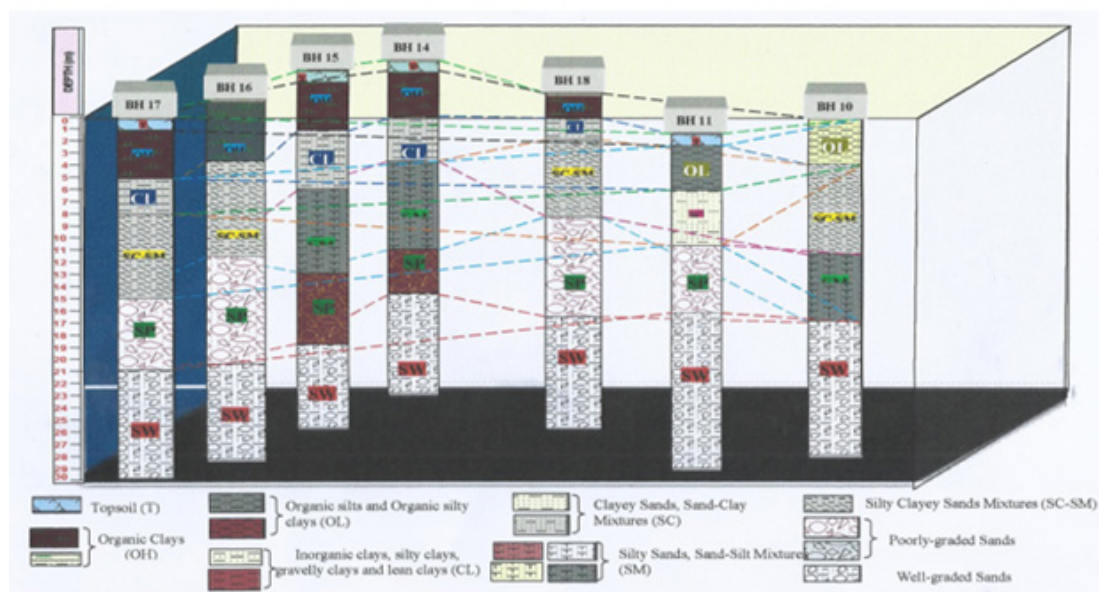 DEPTH (m)
BH 17
BH 16
BH 15
BH 14
BH 18
BH 11
BH 10
0
1
2
3
4
5
6
7
8
9
10
11
12
13
14
15
16
17
18
19
20
21
22
23
24
25
26
27
28
29
30
CL
SC-SM
SP
SW
SC-SM
SP
SW
CL
SP
SW
CL
SP
SW
CL
SC-SM
SP
SW
OL
SP
SW
OL
SC-SM
SW
Topsoil (T)
Organic Clays
(OH)
Organic silts and Organic silty
clays (OL)
Inorganic clays, silty clays,
gravelly clays and lean clays (CL)
Clayey Sands, Sand-Clay
Mixtures (SC)
Silty Sands, Sand-Silt Mixtures
(SM)
Silty Clayey Sands Mixtures (SC-SM)
Poorly-graded Sands
Well-graded Sands